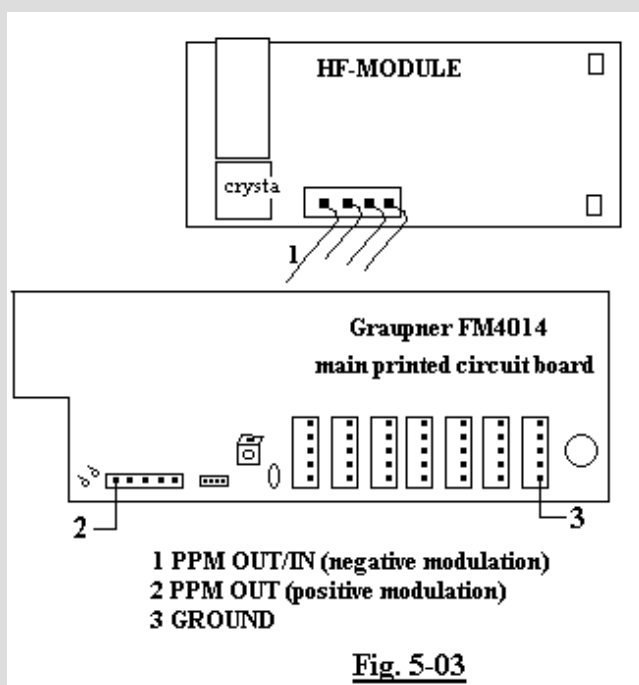 HF-MODULE
crysta
1
Graupner FM4014
main printed circuit board
2
3
1 PPM OUT/IN (negative modulation)
2 PPM OUT (positive modulation)
3 GROUND
Fig. 5-03